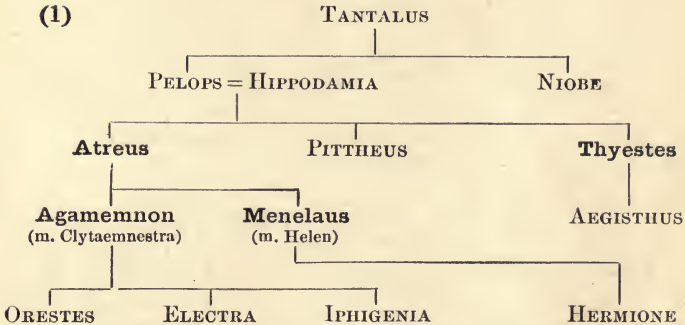 (1) TANTALUS
PELOPS = HIPPODAMIA NIOBE
Atreus PITTHEUS Thyestes
Agamemnon Menelaus AEGISTHUS
(m. Clytaemnestra) (m. Helen)
ORESTES ELECTRA IPHIGENIA HERMIONE